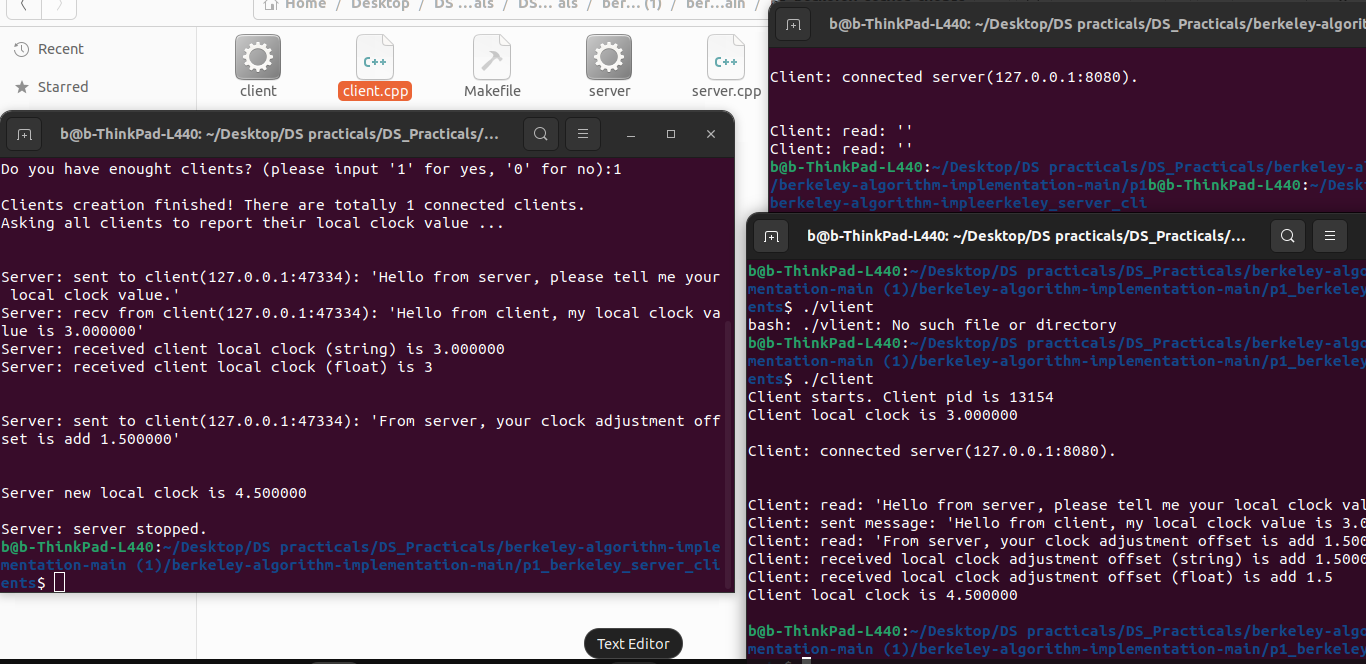 Home / Desktop / DS ...als / DS... als / ber... (1) / ber...ain /
Recent
Starred
client
client.cpp
Makefile
server
server.cpp
C++
C++
b@b-ThinkPad-L440: ~/Desktop/DS practicals/DS_Practicals/...
Do you have enought clients? (please input '1' for yes, '0' for no):1
Clients creation finished! There are totally 1 connected clients.
Asking all clients to report their local clock value ...
Server: sent to client(127.0.0.1:47334): 'Hello from server, please tell me your
local clock value.'
Server: recv from client(127.0.0.1:47334): 'Hello from client, my local clock va
lue is 3.000000'
Server: received client local clock (string) is 3.000000
Server: received client local clock (float) is 3
Server: sent to client(127.0.0.1:47334): 'From server, your clock adjustment off
set is add 1.500000'
Server new local clock is 4.500000
Server: server stopped.
b@b-ThinkPad-L440:~/Desktop/DS practicals/DS_Practicals/berkeley-algorithm-imple
mentation-main (1)/berkeley-algorithm-implementation-main/p1_berkeley_server_cli
ents$
Text Editor
b@b-ThinkPad-L440: ~/Desktop/DS practicals/DS_Practicals/berkeley-algorit
Client: connected server(127.0.0.1:8080).
Client: read: ''
Client: read: ''
b@b-ThinkPad-L440:~/Desktop/DS practicals/DS_Practicals/berkeley-a
/berkeley-algorithm-implementation-main/p1b@b-ThinkPad-L440:~/Desk
berkeley-algorithm-impleerkeley_server_cli
b@b-ThinkPad-L440: ~/Desktop/DS practicals/DS_Practicals/...
b@b-ThinkPad-L440:~/Desktop/DS practicals/DS_Practicals/berkeley-algo
mentation-main (1)/berkeley-algorithm-implementation-main/p1_berkeley
ents$ ./vlient
bash: ./vlient: No such file or directory
b@b-ThinkPad-L440:~/Desktop/DS practicals/DS_Practicals/berkeley-algo
mentation-main (1)/berkeley-algorithm-implementation-main/p1_berkeley
ents$ ./client
Client starts. Client pid is 13154
Client local clock is 3.000000
Client: connected server(127.0.0.1:8080).
Client: read: 'Hello from server, please tell me your local clock val
Client: sent message: 'Hello from client, my local clock value is 3.0
Client: read: 'From server, your clock adjustment offset is add 1.500
Client: received local clock adjustment offset (string) is add 1.5000
Client: received local clock adjustment offset (float) is add 1.5
Client local clock is 4.500000
b@b-ThinkPad-L440:~/Desktop/DS practicals/DS_Practicals/berkeley-algo
mentation-main (1)/berkeley-algorithm-implementation-main/p1_berkeley